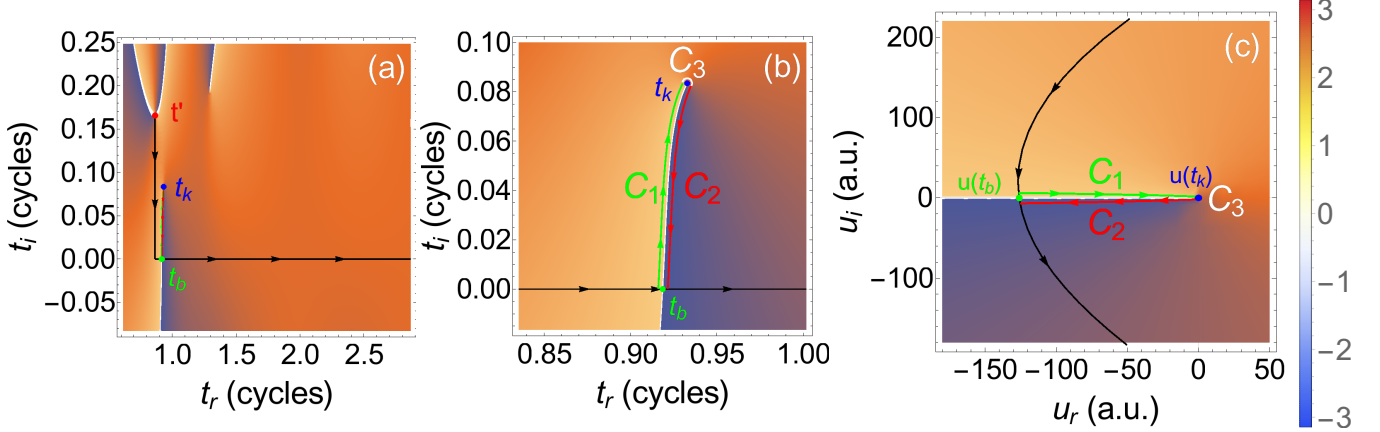 (a)
0.25
0.20
0.15
0.10
0.05
0.00
−0.05
t_i (cycles)
t'
t_k
t_b
1.0
1.5
2.0
2.5
t_r (cycles)
(b)
0.10
0.08
0.06
0.04
0.02
0.00
t_i (cycles)
C_3
t_k
C_1
C_2
t_b
0.85
0.90
0.95
1.00
t_r (cycles)
(c)
200
100
0
−100
u_i (a.u.)
u(t_b)
C_1
u(t_k)
C_3
C_2
−150
−100
−50
0
50
u_r (a.u.)
3
2
1
0
−1
−2
−3